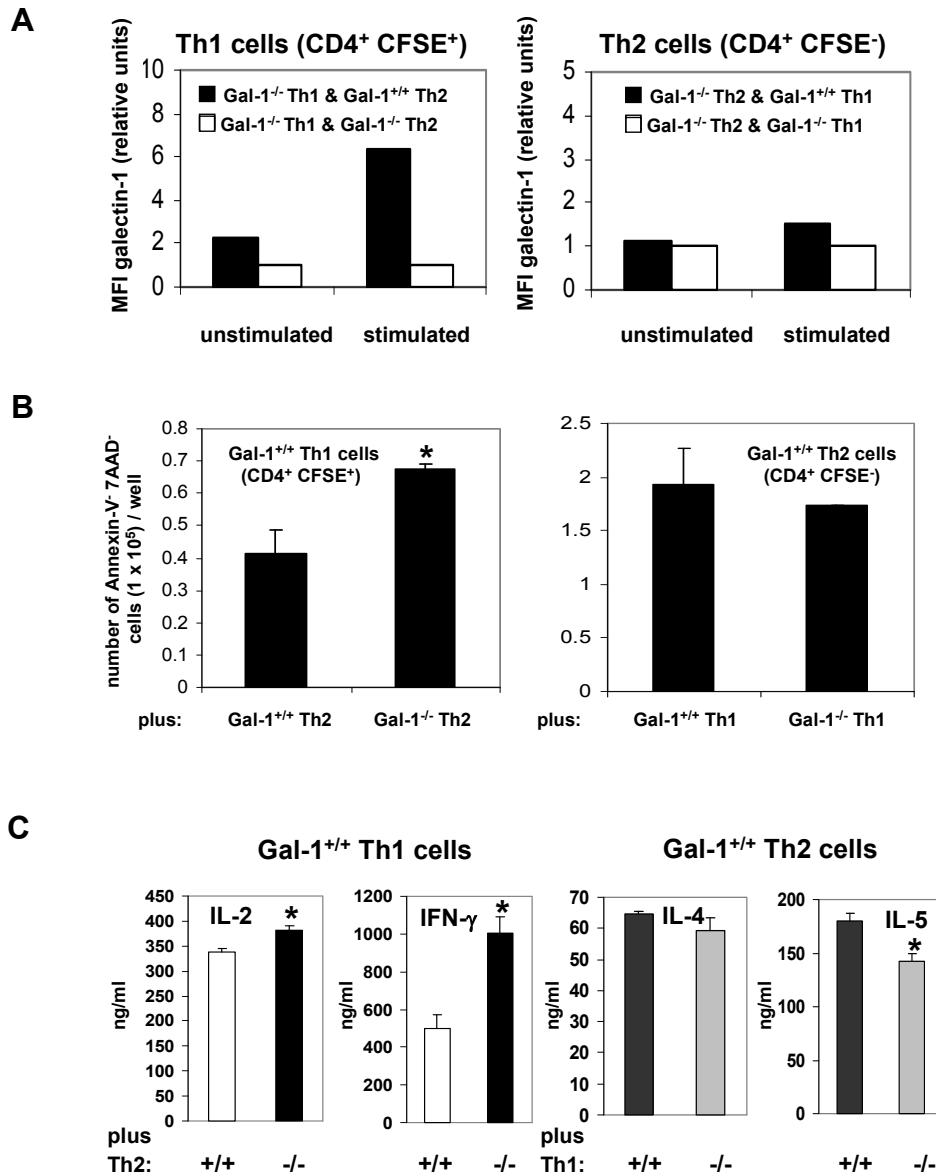 A
Th1 cells (CD4⁺ CFSE⁺)
MFI galectin-1 (relative units)
10
8
6
4
2
0
Gal-1⁻/⁻ Th1 & Gal-1⁺/⁺ Th2
Gal-1⁻/⁻ Th1 & Gal-1⁻/⁻ Th2
unstimulated stimulated
Th2 cells (CD4⁺ CFSE⁻)
MFI galectin-1 (relative units)
5
4
3
2
1
0
Gal-1⁻/⁻ Th2 & Gal-1⁺/⁺ Th1
Gal-1⁻/⁻ Th2 & Gal-1⁻/⁻ Th1
unstimulated stimulated
B
number of Annexin-V⁻ 7AAD⁻
cells (1 x 10⁵) / well
0.8
0.7
0.6
0.5
0.4
0.3
0.2
0.1
0
Gal-1⁺/⁺ Th1 cells
(CD4⁺ CFSE⁺)
*
plus: Gal-1⁺/⁺ Th2 Gal-1⁻/⁻ Th2
2.5
2
1.5
1
0.5
0
Gal-1⁺/⁺ Th2 cells
(CD4⁺ CFSE⁻)
plus: Gal-1⁺/⁺ Th1 Gal-1⁻/⁻ Th1
C
Gal-1⁺/⁺ Th1 cells
ng/ml
450
400
350
300
250
200
150
100
50
0
IL-2 *
ng/ml
1200
1000
800
600
400
200
0
IFN-γ *
plus
Th2: +/+ -/- +/+ -/-
Gal-1⁺/⁺ Th2 cells
ng/ml
70
60
50
40
30
20
10
0
IL-4
ng/ml
200
150
100
50
0
IL-5
*
plus
Th1: +/+ -/- +/+ -/-